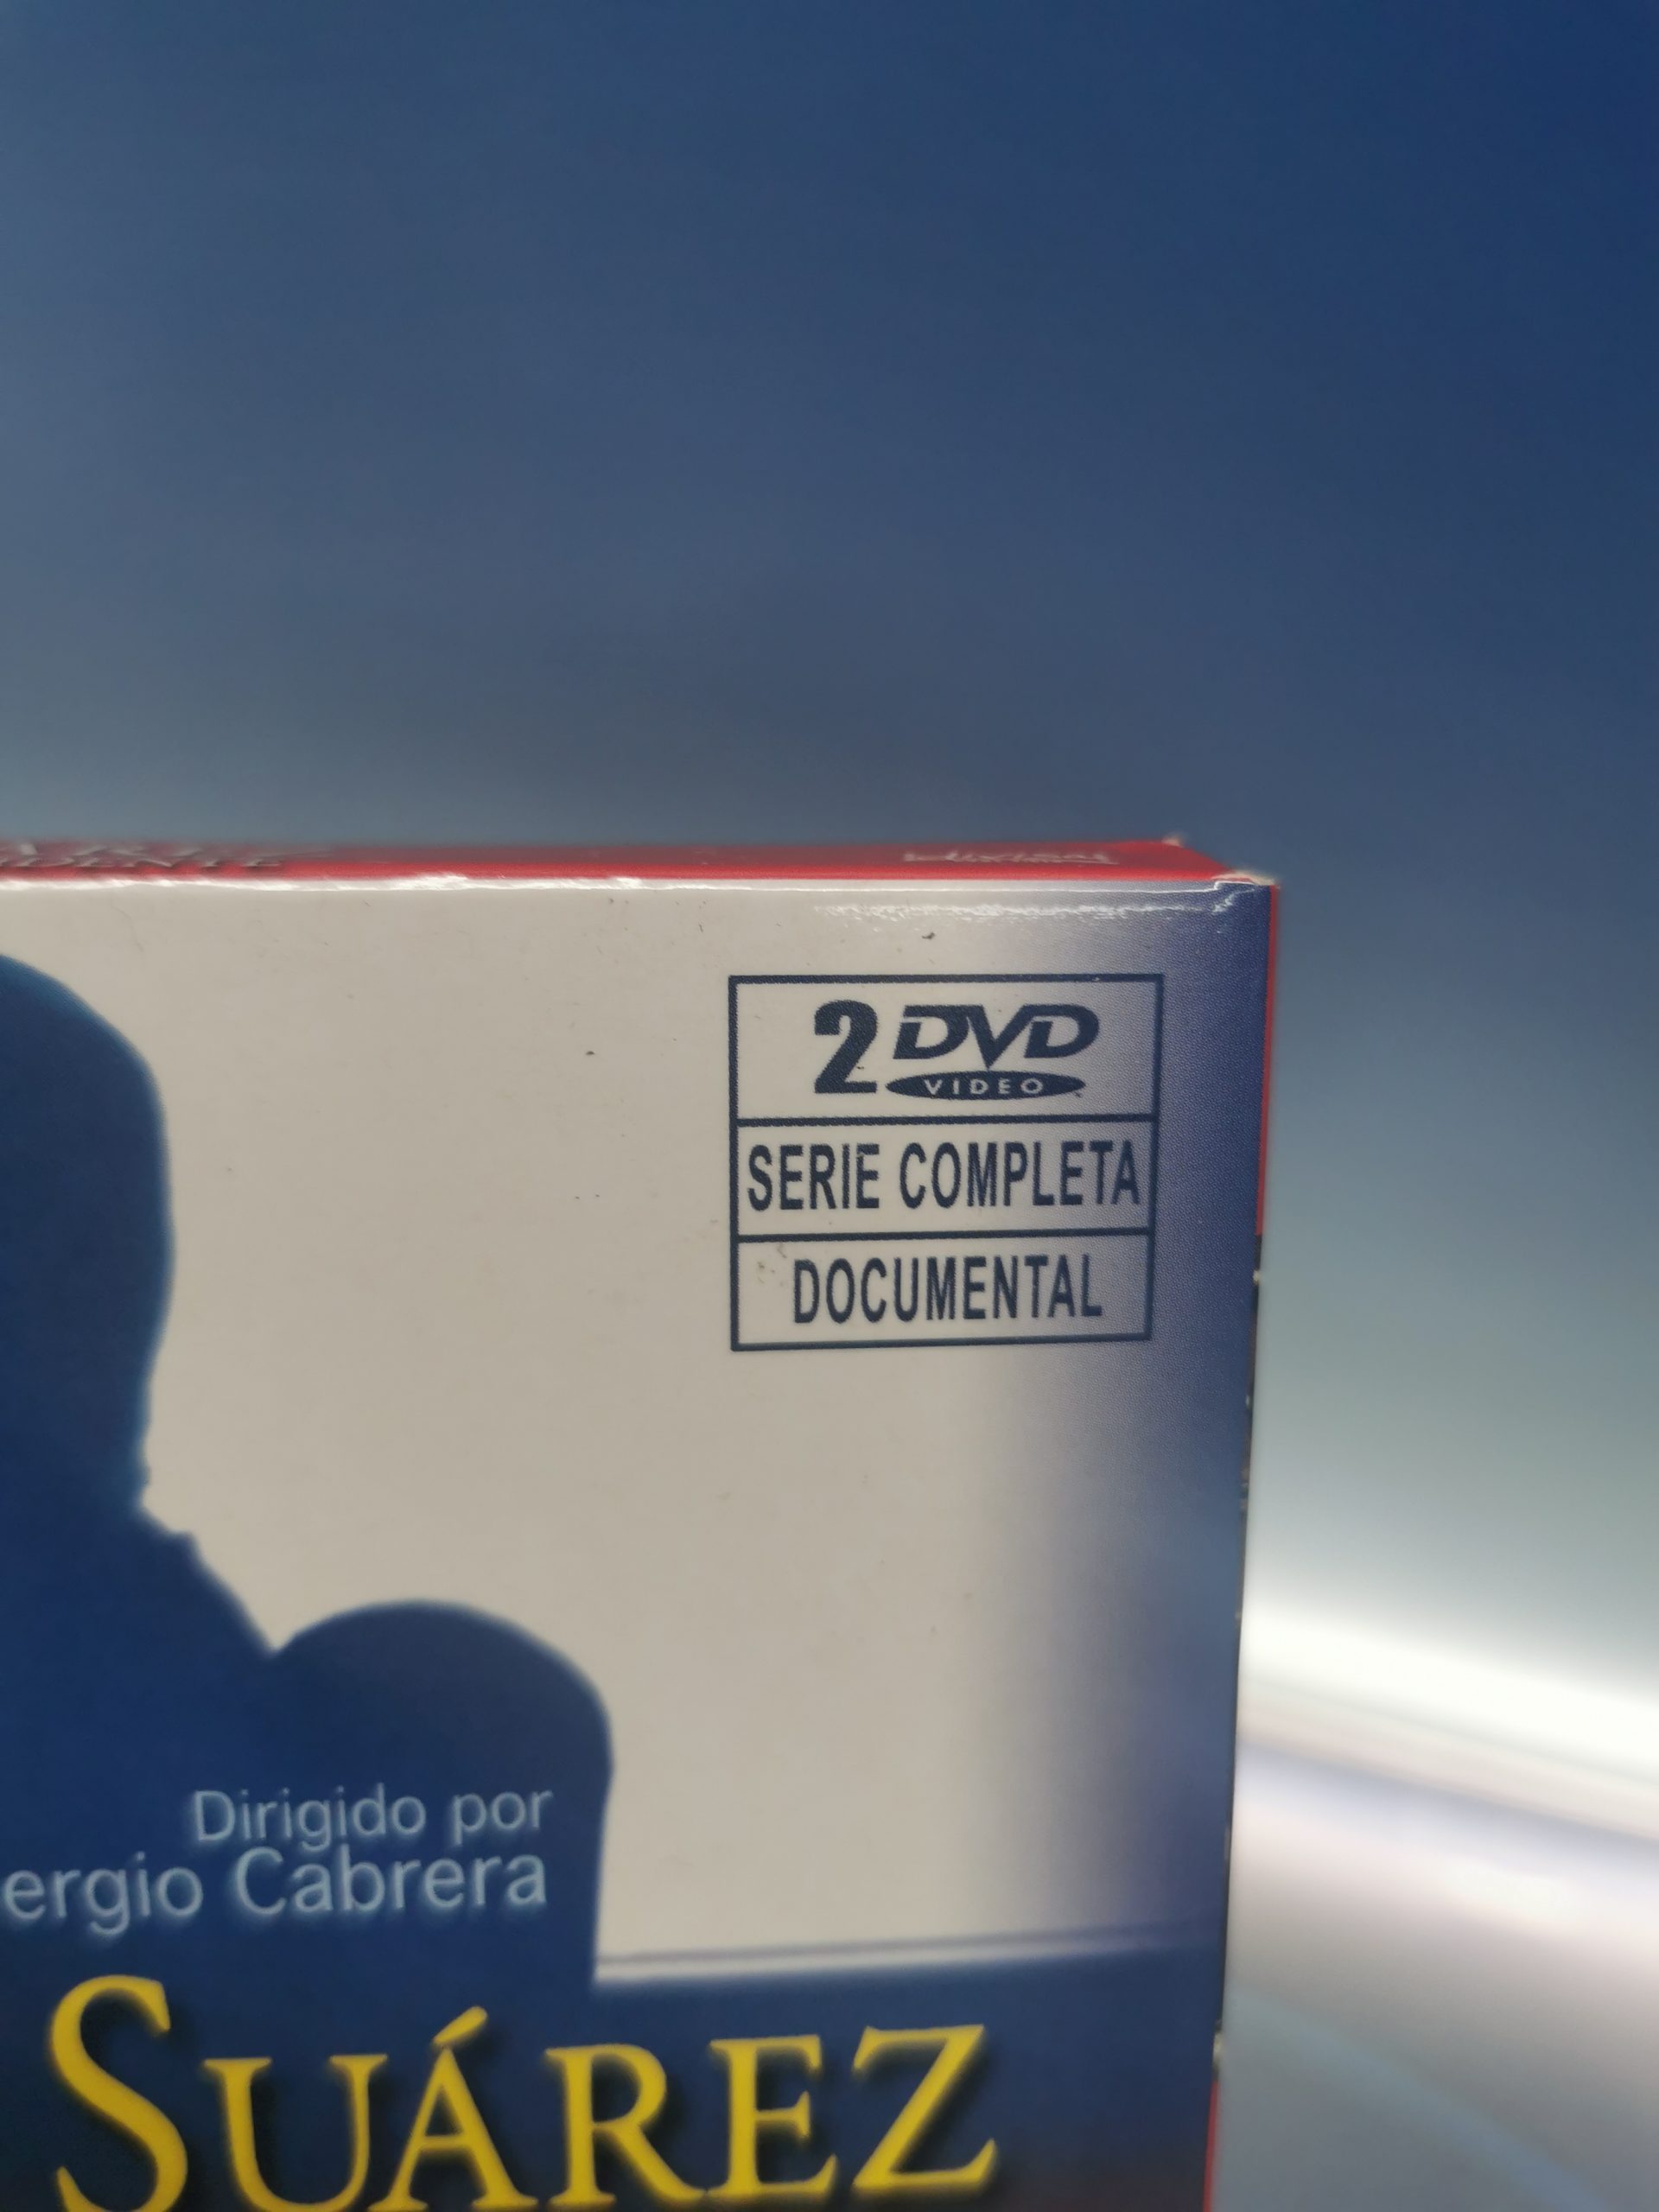 2 DVD
VIDEO
SERIE COMPLETA
DOCUMENTAL
Dirigido por
ergio Cabrera
SUÁREZ